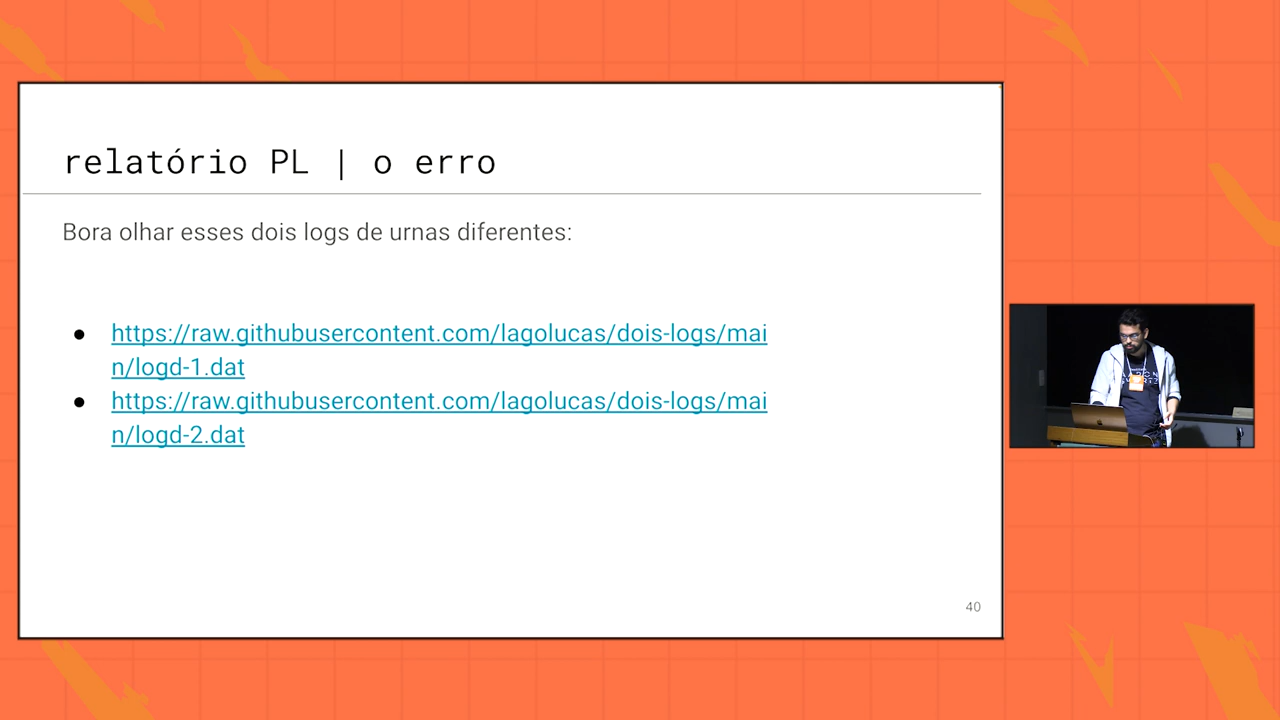 relatório PL | o erro
Bora olhar esses dois logs de urnas diferentes:
● https://raw.githubusercontent.com/lagolucas/dois-logs/mai
n/logd-1.dat
● https://raw.githubusercontent.com/lagolucas/dois-logs/mai
n/logd-2.dat
40